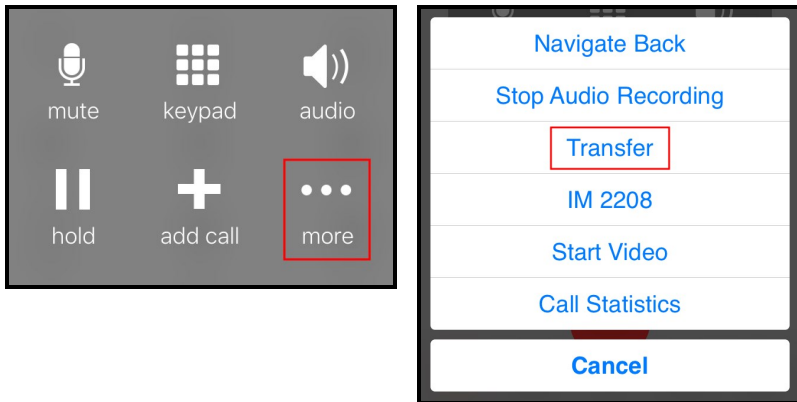 mute keypad audio
hold add call more
Navigate Back
Stop Audio Recording
Transfer
IM 2208
Start Video
Call Statistics
Cancel